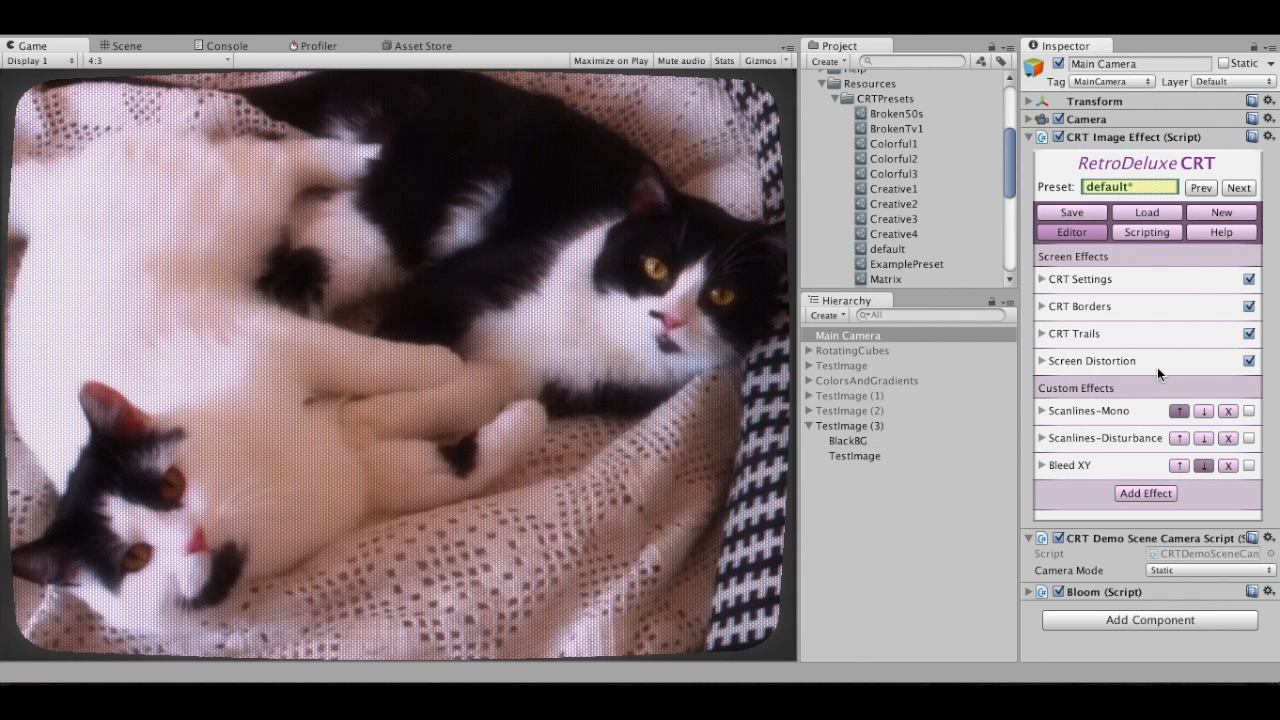 Game
Scene
Console
Profiler
Asset Store
Display 1
4:3
Maximize on Play
Mute audio
Stats
Gizmos
Project
Create
Resources
CRTPresets
Broken50s
BrokenTv1
Colorful1
Colorful2
Colorful3
Creative1
Creative2
Creative3
Creative4
default
ExamplePreset
Matrix
Hierarchy
Create
All
Main Camera
RotatingCubes
TestImage
ColorsAndGradients
TestImage (1)
TestImage (2)
TestImage (3)
BlackBG
TestImage
Inspector
Main Camera
Static
Tag MainCamera Layer Default
Transform
Camera
CRT Image Effect (Script)
RetroDeluxe CRT
Preset: default* Prev Next
Save Load New
Editor Scripting Help
Screen Effects
CRT Settings
CRT Borders
CRT Trails
Screen Distortion
Custom Effects
Scanlines-Mono ↑ ↓ X
Scanlines-Disturbance ↑ ↓ X
Bleed XY ↑ ↓ X
Add Effect
CRT Demo Scene Camera Script (S
Script CRTDemoSceneCan
Camera Mode Static
Bloom (Script)
Add Component